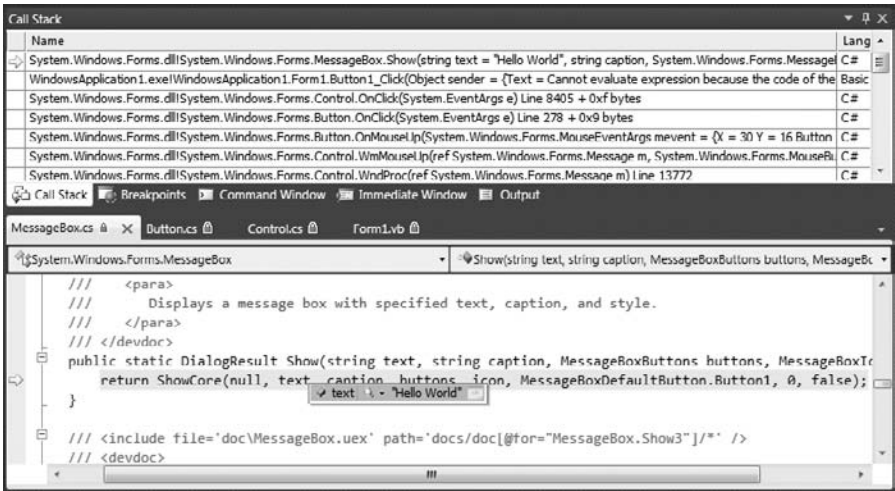 Call Stack
Name Lang
System.Windows.Forms.dll!System.Windows.Forms.MessageBox.Show(string text = "Hello World", string caption, System.Windows.Forms.Messagel C#
WindowsApplication1.exe!WindowsApplication1.Form1.Button1_Click(Object sender = {Text = Cannot evaluate expression because the code of the Basic
System.Windows.Forms.dll!System.Windows.Forms.Control.OnClick(System.EventArgs e) Line 8405 + 0xf bytes C#
System.Windows.Forms.dll!System.Windows.Forms.Button.OnClick(System.EventArgs e) Line 278 + 0x9 bytes C#
System.Windows.Forms.dll!System.Windows.Forms.Button.OnMouseUp(System.Windows.Forms.MouseEventArgs mevent = {X = 30 Y = 16 Button C#
System.Windows.Forms.dll!System.Windows.Forms.Control.WmMouseUp(ref System.Windows.Forms.Message m, System.Windows.Forms.MouseBu C#
System.Windows.Forms.dll!System.Windows.Forms.Control.WndProc(ref System.Windows.Forms.Message m) Line 13772 C#
Call Stack Breakpoints Command Window Immediate Window Output
MessageBox.cs Button.cs Control.cs Form1.vb
System.Windows.Forms.MessageBox Show(string text, string caption, MessageBoxButtons buttons, MessageBo
/// <para>
/// Displays a message box with specified text, caption, and style.
/// </para>
/// </devdoc>
public static DialogResult Show(string text, string caption, MessageBoxButtons buttons, MessageBoxIc
return ShowCore(null, text, caption, buttons, icon, MessageBoxDefaultButton.Button1, 0, false);
text "Hello World"
}
/// <include file='doc\MessageBox.uex' path='docs/doc[@for="MessageBox.Show3"]/*' />
/// <devdoc>